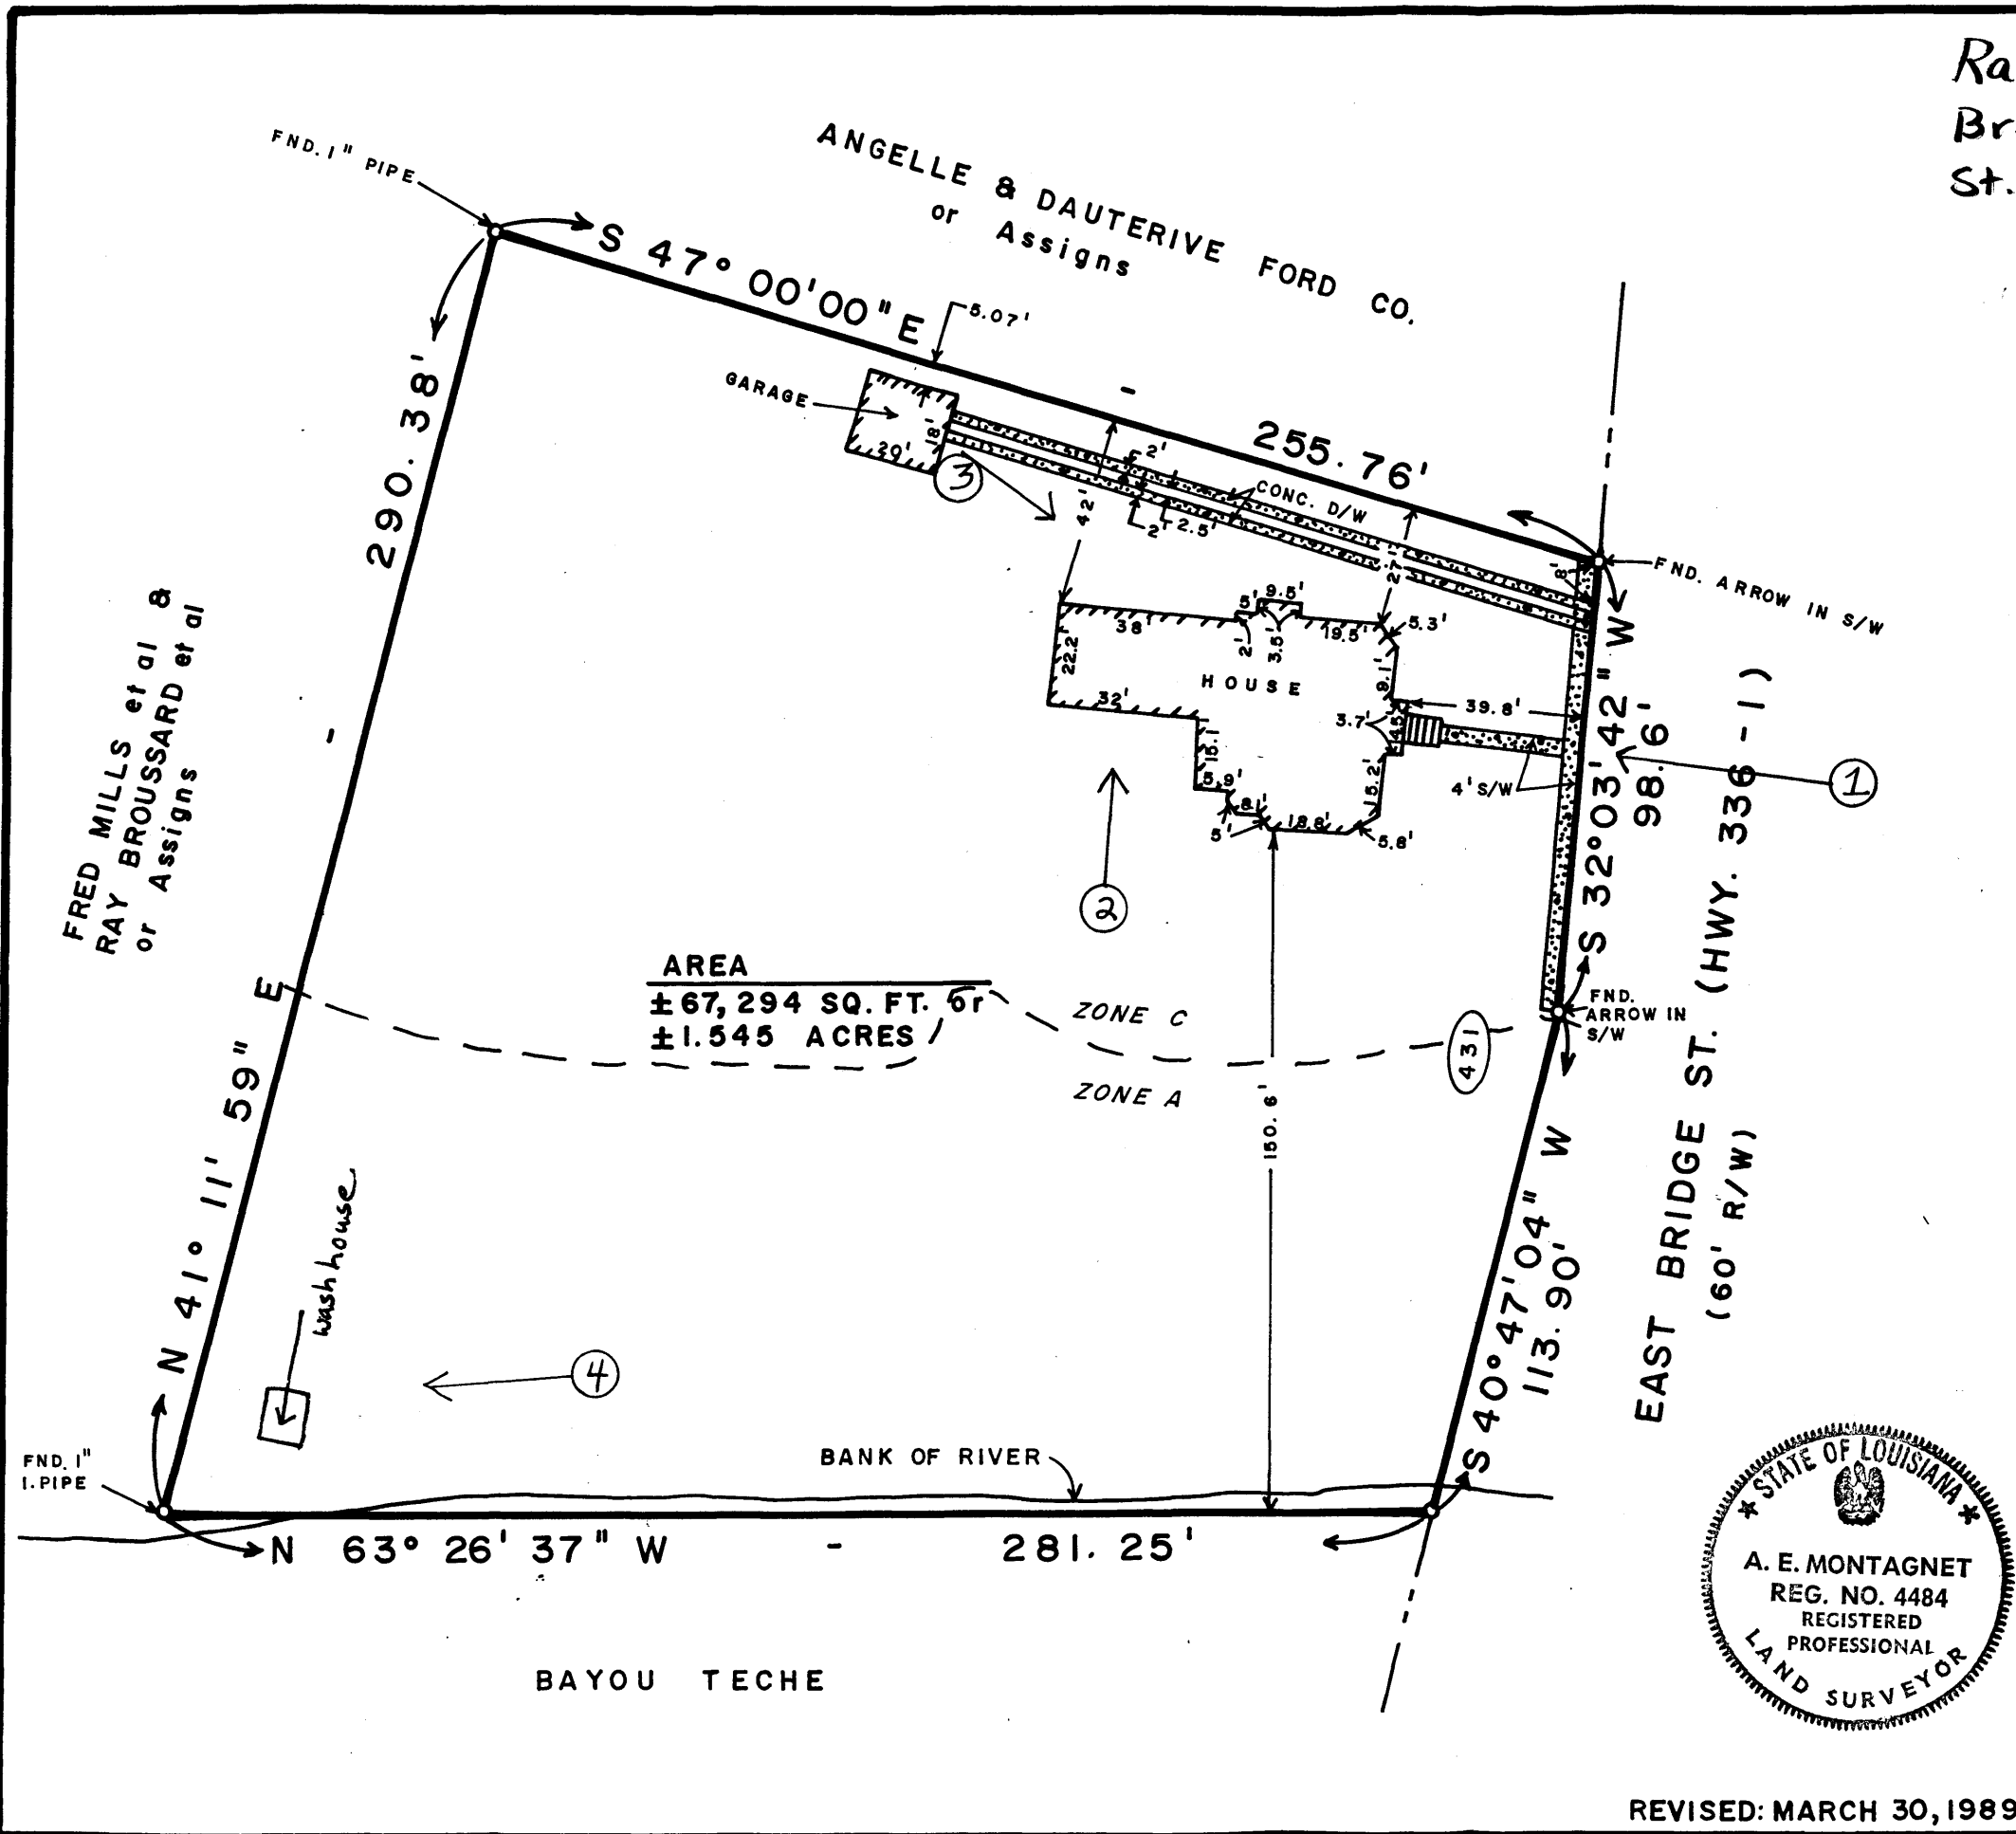 Ra
Br
St.
FND. 1" PIPE
ANGELLE & DAUTERIVE FORD CO.
or Assigns
S 47° 00'00" E - 255.76'
5.07'
GARAGE
18'
20'
3
42'
2'
2'
2.5'
CONC. D/W
27'
8'
FND. ARROW IN S/W
290.38'
38'
5'
9.5'
2'
3.5'
19.5'
5.3'
22.2'
HOUSE
9.1'
32'
39.8'
3.7'
4.5'
15.1'
4' S/W
5.9'
8.1'
5'
18.8'
15.2'
5.8'
1
2
S 32° 03' 42" W
98.6'
FRED MILLS et al &
RAY BROUSSARD et al
or Assigns
AREA
±67,294 SQ. FT. or
±1.545 ACRES
ZONE C
ZONE A
431
FND.
ARROW IN
S/W
EAST BRIDGE ST. (HWY. 336-1)
(60' R/W)
N 41° 11' 59" E
150.6'
S 40° 47' 04" W
113.90'
washhouse
4
FND. 1"
I. PIPE
BANK OF RIVER
N 63° 26' 37" W - 281.25'
BAYOU TECHE
STATE OF LOUISIANA
A. E. MONTAGNET
REG. NO. 4484
REGISTERED
PROFESSIONAL
LAND SURVEYOR
REVISED: MARCH 30, 1989